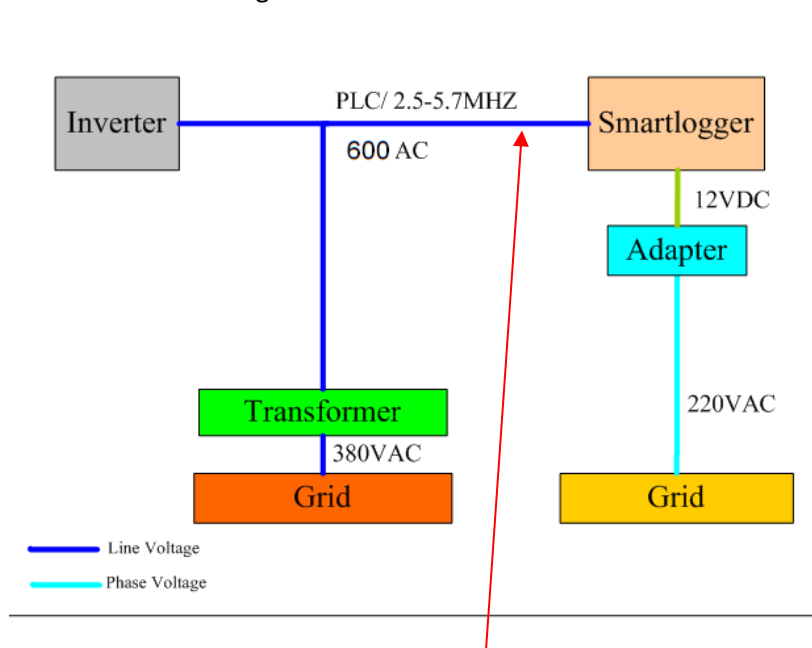 PLC/ 2.5-5.7MHZ
Inverter
Smartlogger
600 AC
12VDC
Adapter
220VAC
Transformer
380VAC
Grid
Grid
Line Voltage
Phase Voltage